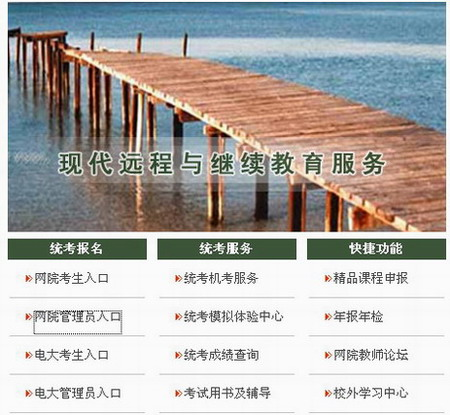 现代远程与继续教育服务
统考报名
网院考生入口
网院管理员入口
电大考生入口
电大管理员入口
统考服务
统考机考服务
统考模拟体验中心
统考成绩查询
考试用书及辅导
快捷功能
精品课程申报
年报年检
网院教师论坛
校外学习中心